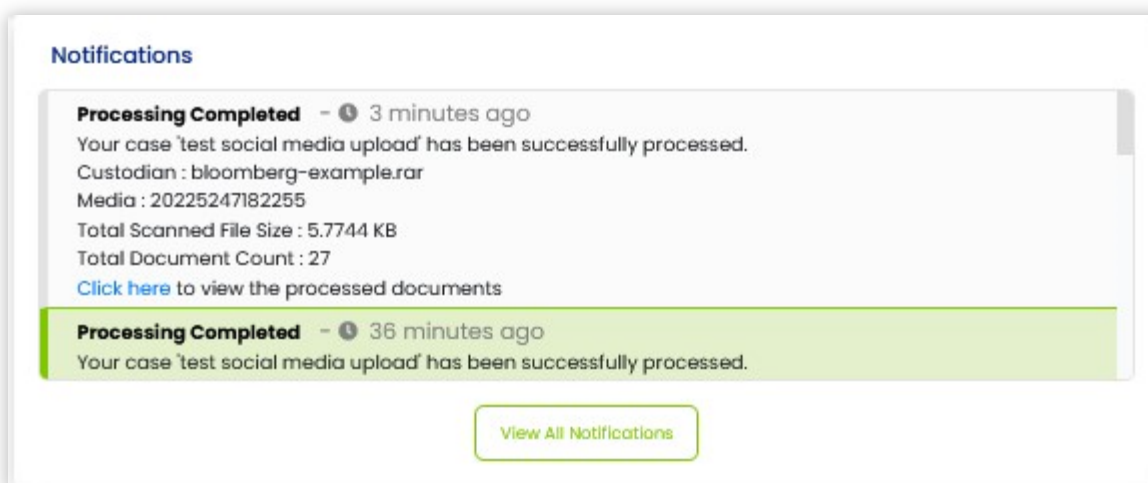 Notifications
Processing Completed - 3 minutes ago
Your case 'test social media upload' has been successfully processed.
Custodian : bloomberg-example.rar
Media : 20225247182255
Total Scanned File Size : 5.7744 KB
Total Document Count : 27
Click here to view the processed documents
Processing Completed - 36 minutes ago
Your case 'test social media upload' has been successfully processed.
View All Notifications